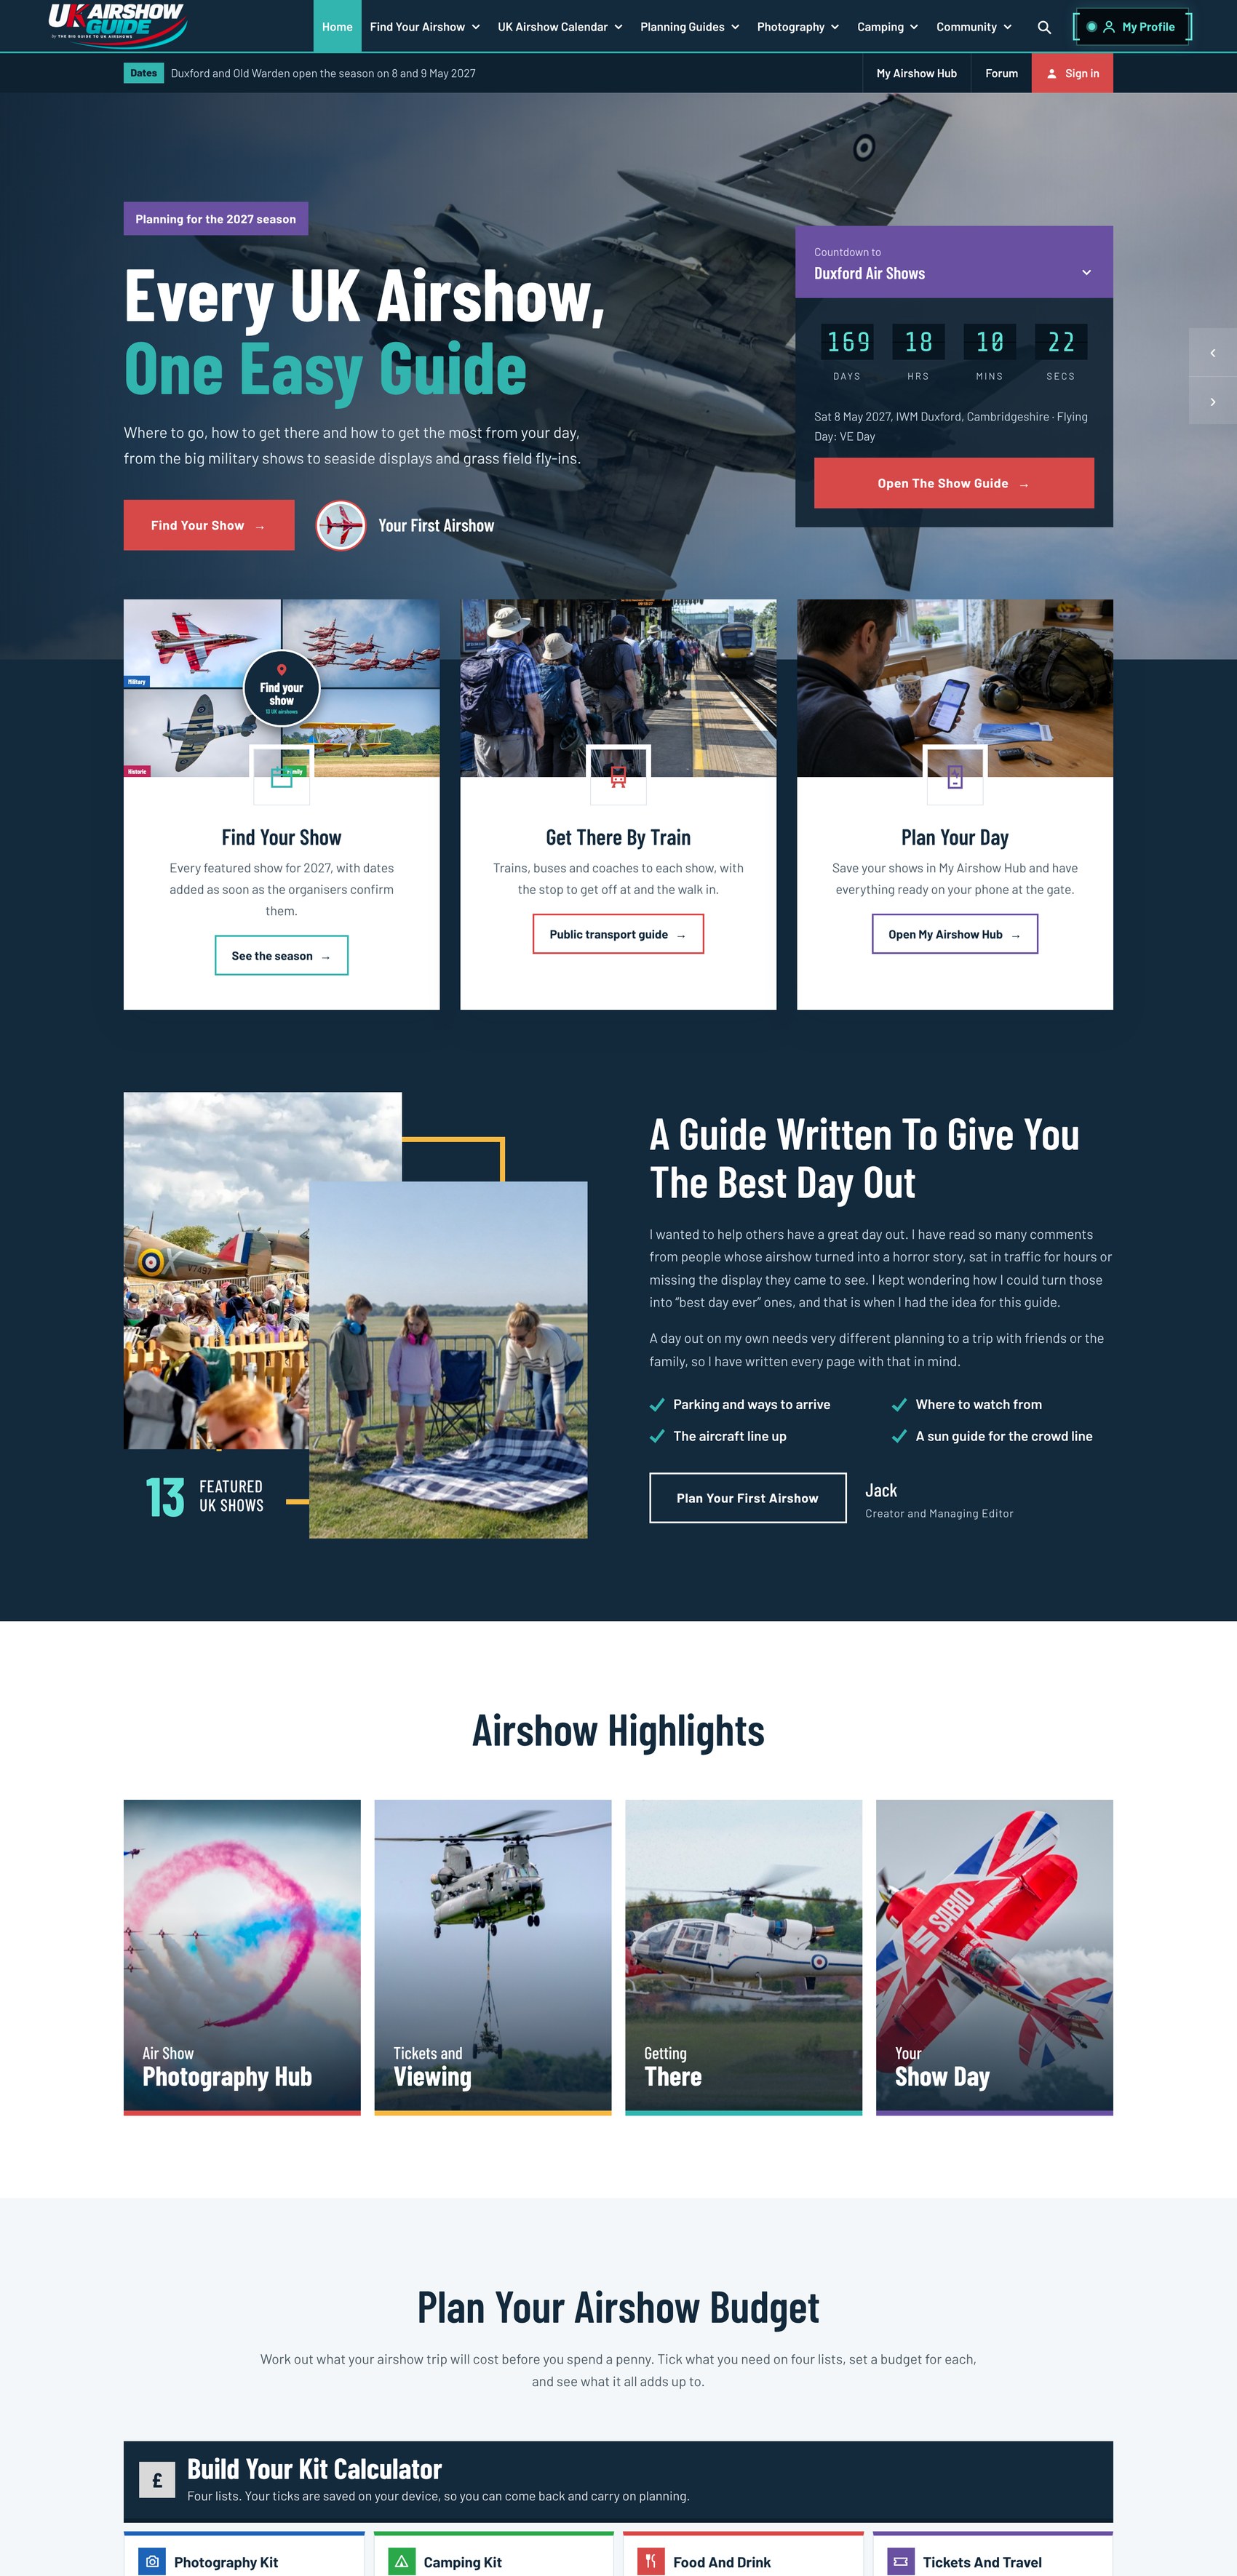 UK AIRSHOW
GUIDE
THE BIG GUIDE TO UK AIRSHOWS
Home
Find Your Airshow
UK Airshow Calendar
Planning Guides
Photography
Camping
Community
My Profile
Dates
Duxford and Old Warden open the season on 8 and 9 May 2027
My Airshow Hub
Forum
Sign in
Planning for the 2027 season
Every UK Airshow,
One Easy Guide
Where to go, how to get there and how to get the most from your day,
from the big military shows to seaside displays and grass field fly-ins.
Find Your Show →
Your First Airshow
Countdown to
Duxford Air Shows
169 18 10 22
DAYS HRS MINS SECS
Sat 8 May 2027, IWM Duxford, Cambridgeshire · Flying
Day: VE Day
Open The Show Guide →
Military
Find your
show
13 UK airshows
Historic
Find Your Show
Every featured show for 2027, with dates
added as soon as the organisers confirm
them.
See the season →
Get There By Train
Trains, buses and coaches to each show, with
the stop to get off at and the walk in.
Public transport guide →
Plan Your Day
Save your shows in My Airshow Hub and have
everything ready on your phone at the gate.
Open My Airshow Hub →
13 FEATURED
UK SHOWS
A Guide Written To Give You
The Best Day Out
I wanted to help others have a great day out. I have read so many comments
from people whose airshow turned into a horror story, sat in traffic for hours or
missing the display they came to see. I kept wondering how I could turn those
into “best day ever” ones, and that is when I had the idea for this guide.
A day out on my own needs very different planning to a trip with friends or the
family, so I have written every page with that in mind.
Parking and ways to arrive
Where to watch from
The aircraft line up
A sun guide for the crowd line
Plan Your First Airshow
Jack
Creator and Managing Editor
Airshow Highlights
Air Show
Photography Hub
Tickets and
Viewing
Getting
There
SABIO
Your
Show Day
Plan Your Airshow Budget
Work out what your airshow trip will cost before you spend a penny. Tick what you need on four lists, set a budget for each,
and see what it all adds up to.
£
Build Your Kit Calculator
Four lists. Your ticks are saved on your device, so you can come back and carry on planning.
Photography Kit
Camping Kit
Food And Drink
Tickets And Travel